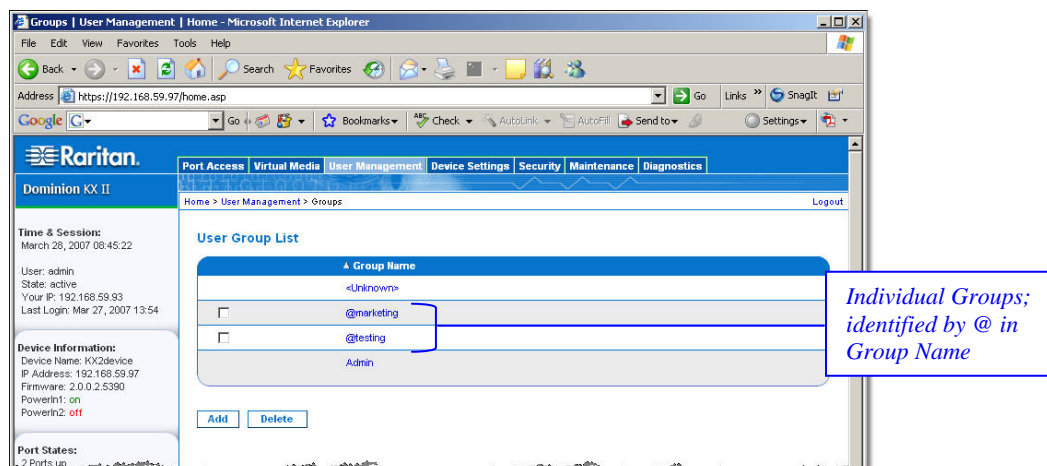 Groups | User Management | Home - Microsoft Internet Explorer
File Edit View Favorites Tools Help
Back Search Favorites
Address https://192.168.59.97/home.asp Go Links » SnagIt
Google G Go Bookmarks ABC Check AutoLink AutoFill Send to Settings
Raritan.
Dominion KX II
Port Access Virtual Media User Management Device Settings Security Maintenance Diagnostics
Home > User Management > Groups Logout
Time & Session:
March 28, 2007 08:45:22
User: admin
State: active
Your IP: 192.168.59.93
Last Login: Mar 27, 2007 13:54
Device Information:
Device Name: KX2device
IP Address: 192.168.59.97
Firmware: 2.0.0.2.5390
PowerIn1: on
PowerIn2: off
Port States:
2 Ports up
User Group List
▲ Group Name
<Unknown>
@marketing
@testing
Admin
Add Delete
Individual Groups;
identified by @ in
Group Name